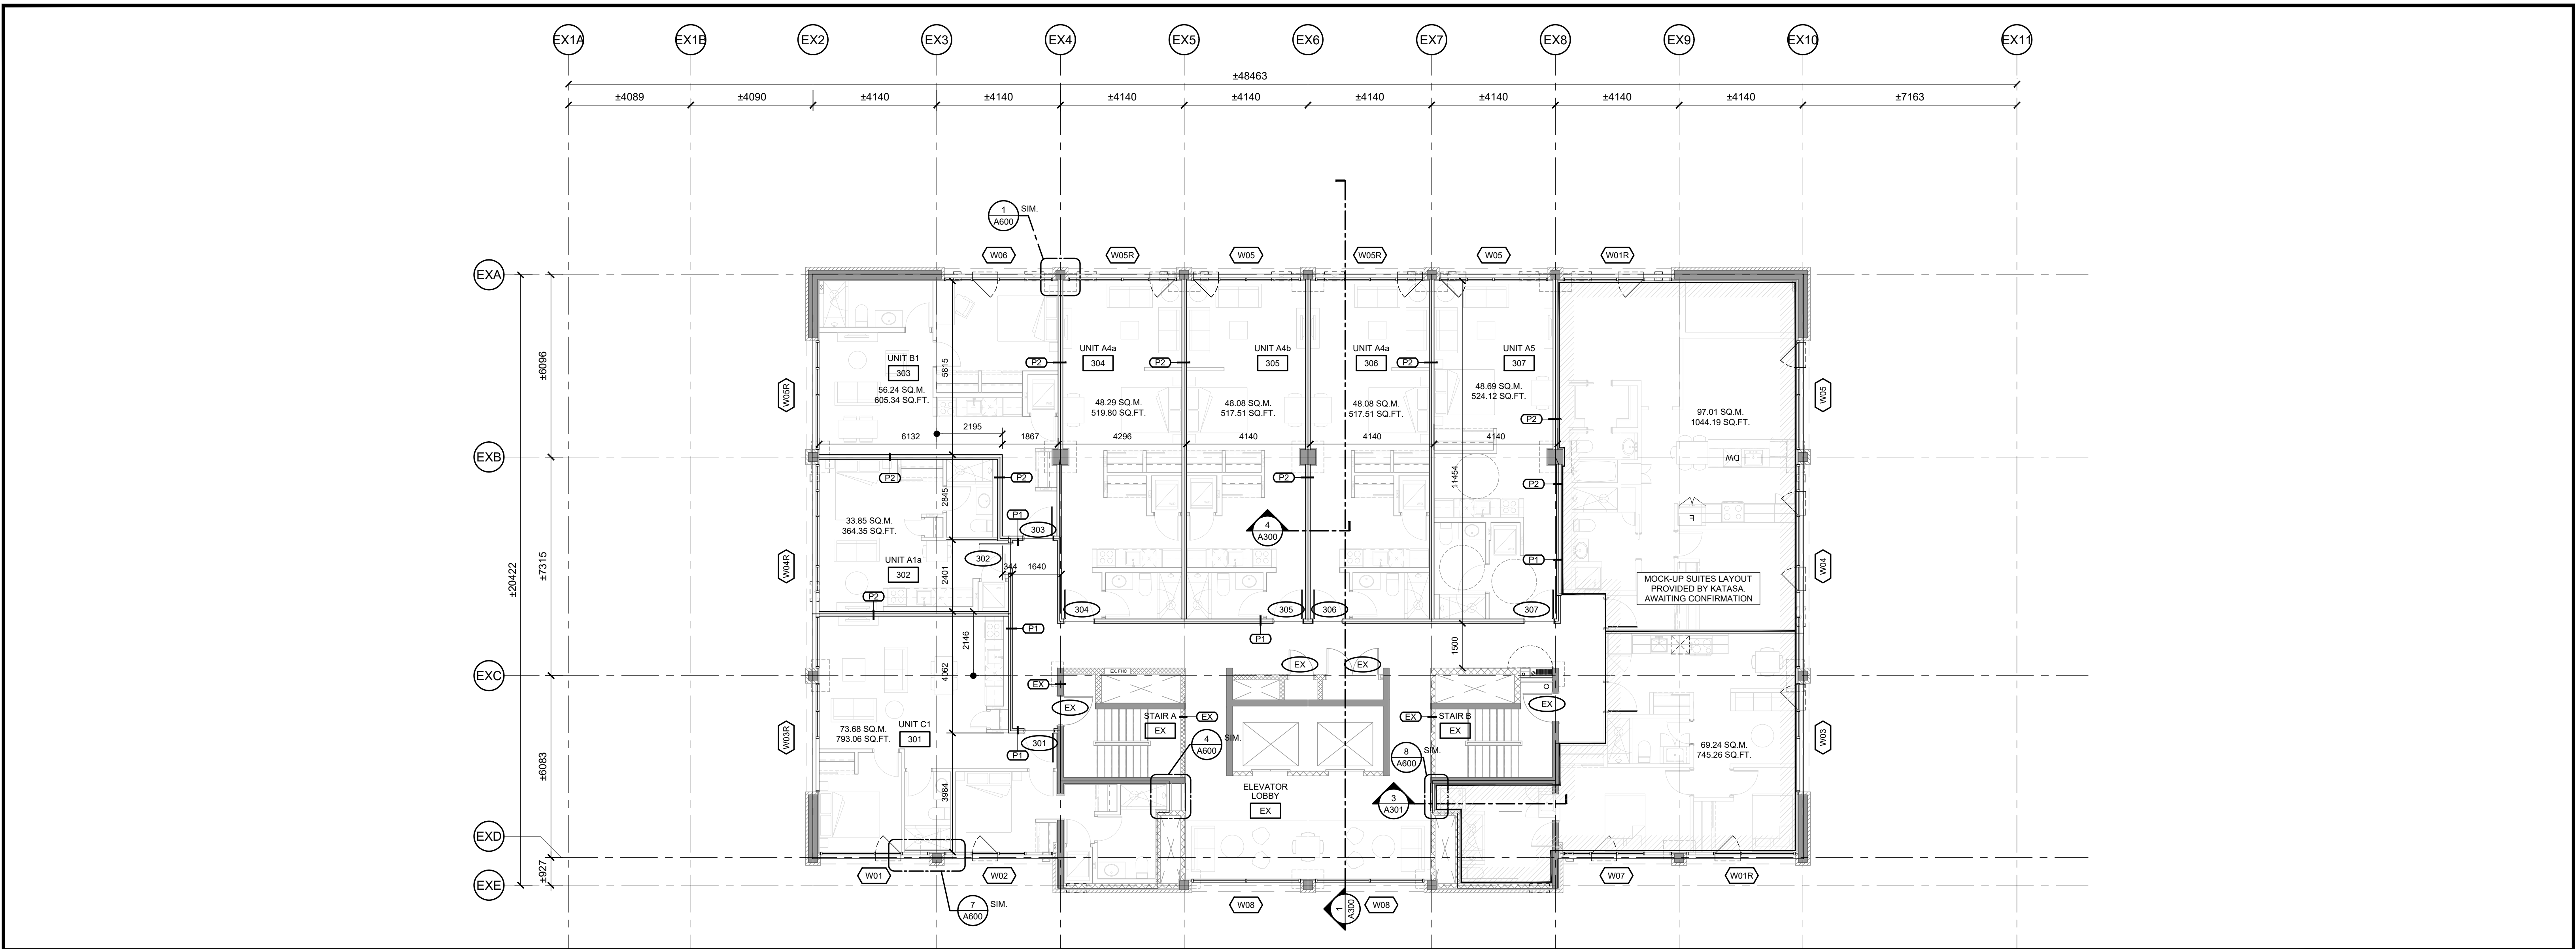 EX1A EX1B EX2 EX3 EX4 EX5 EX6 EX7 EX8 EX9 EX10 EX11
±48463
±4089 ±4090 ±4140 ±4140 ±4140 ±4140 ±4140 ±4140 ±4140 ±4140 ±7163
1 SIM.
A600
W06 W05R W05 W05R W05 W01R
EXA
EXB
EXC
EXD
EXE
±20422
±6096
±7315
±6083
±927
W05R
W04R
W03R
W05
W04
W03
UNIT B1
303
56.24 SQ.M.
605.34 SQ.FT.
5815
P2
UNIT A4a
304
48.29 SQ.M.
519.80 SQ.FT.
P2
UNIT A4b
305
48.08 SQ.M.
517.51 SQ.FT.
UNIT A4a
306
48.08 SQ.M.
517.51 SQ.FT.
P2
UNIT A5
307
48.69 SQ.M.
524.12 SQ.FT.
P2
97.01 SQ.M.
1044.19 SQ.FT.
DW
F
2195
6132 1867 4296 4140 4140 4140
P2 P2 P2 P2
2845
11454
P1
303
33.85 SQ.M.
364.35 SQ.FT.
UNIT A1a
302
302
2401
344 1640
4
A300
P1
MOCK-UP SUITES LAYOUT
PROVIDED BY KATASA.
AWAITING CONFIRMATION
P2
304 305 306 307
P1
P1
2146
4062
1500
EX. FHC
EX EX
EX
EX
EX
STAIR A
EX
EX
EX
STAIR B
EX
73.68 SQ.M.
793.06 SQ.FT.
UNIT C1
301
301
P1
4 SIM.
A600
8 SIM.
A600
69.24 SQ.M.
745.26 SQ.FT.
3984
ELEVATOR
LOBBY
EX
3
A301
W01 W02 W08 W08 W07 W01R
7 SIM.
A600
1
A300